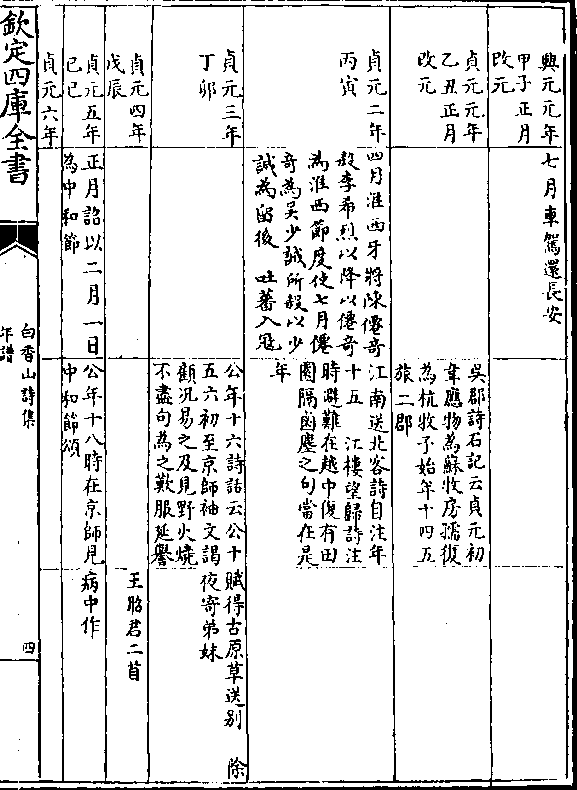 興元元年
甲子正月
改元
七月車駕還長安
貞元元年
乙丑正月
改元
吳郡詩石記云貞元初
韋應物為蘇牧房孺復
為杭牧予始年十四五
旅二郡
貞元二年
丙寅
四月淮西牙將陳僊奇
殺李希烈以降以僊奇
為淮西節度使七月僊
奇為吳少誠所殺以少
誠為留後 吐蕃入寇
江南送北客詩自注年
十五 江樓望歸詩注
時避難在越中復有田
園隔鹵塵之句當在是
年
貞元三年
丁卯
公年十六詩話云公十
五六初至京師袖文謁
顧況易之及見野火燒
不盡句為之歎服延譽
賦得古原草送别 除
夜寄弟妹
貞元四年
戊辰
王昭君二首
貞元五年
己巳
正月詔以二月一日
為中和節
公年十八時在京師見
中和節頌
病中作
貞元六年
欽定四庫全書
白香山詩集
年譜
四